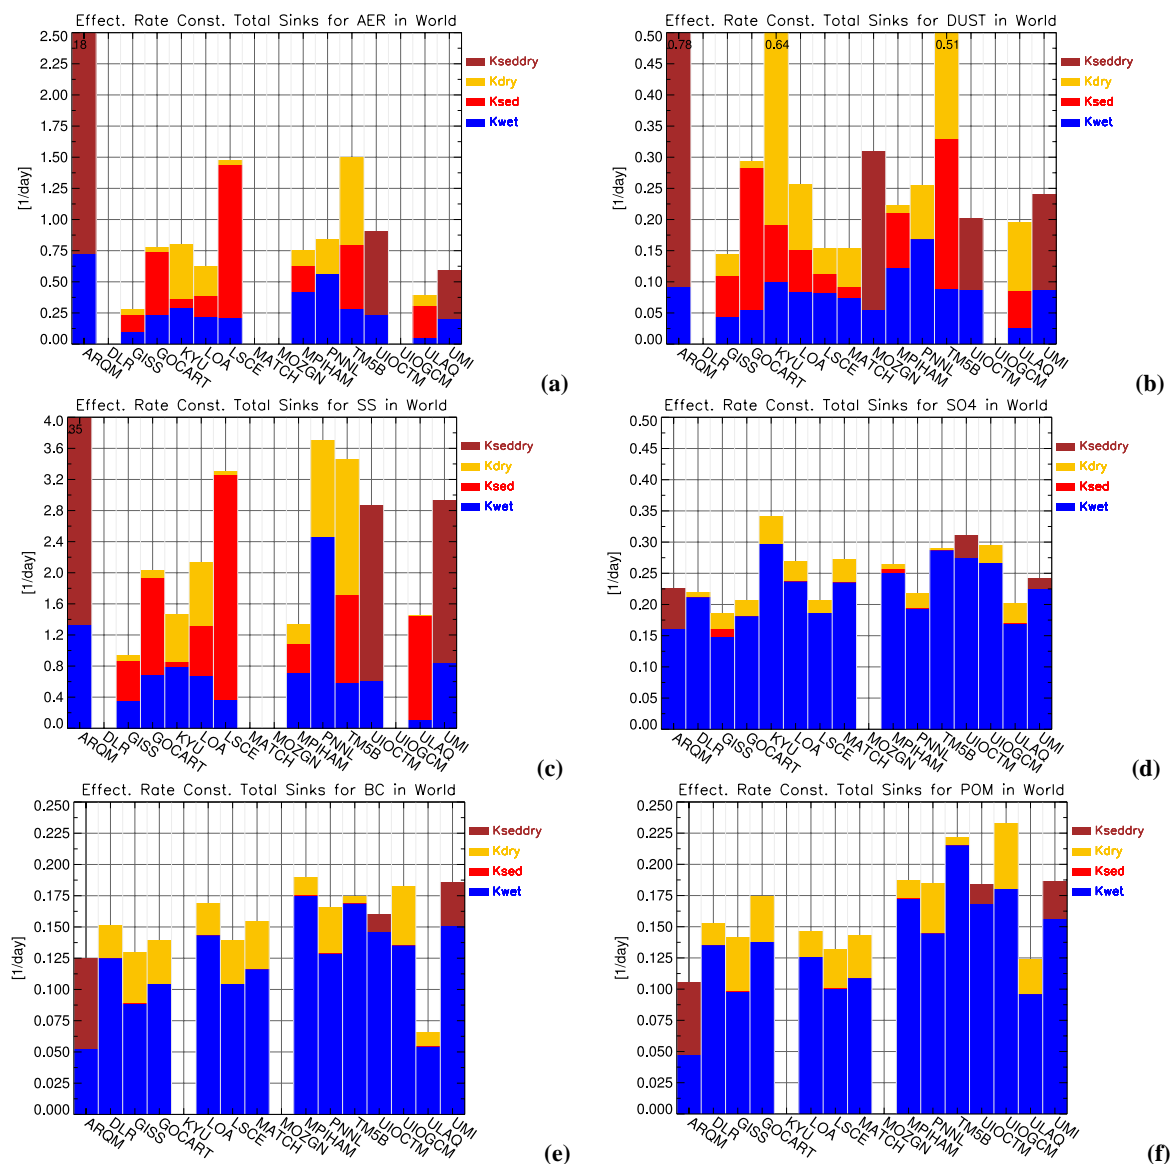 Effect. Rate Const. Total Sinks for AER in World
2.50
2.25
2.00
1.75
1.50
1.25
1.00
0.75
0.50
0.25
0.00
[1/day]
18
Kseddry
Kdry
Ksed
Kwet
ARQM
DLR
GISS
GOCART
KYU
LOA
LSCE
MATCH
MOZGN
MPIHAM
PNNL
TM5B
UIOCTM
UIOGCM
ULAQ
UMI
(a)
Effect. Rate Const. Total Sinks for DUST in World
0.50
0.45
0.40
0.35
0.30
0.25
0.20
0.15
0.10
0.05
0.00
[1/day]
0.78
0.64
0.51
Kseddry
Kdry
Ksed
Kwet
ARQM
DLR
GISS
GOCART
KYU
LOA
LSCE
MATCH
MOZGN
MPIHAM
PNNL
TM5B
UIOCTM
UIOGCM
ULAQ
UMI
(b)
Effect. Rate Const. Total Sinks for SS in World
4.0
3.6
3.2
2.8
2.4
2.0
1.6
1.2
0.8
0.4
0.0
[1/day]
35
Kseddry
Kdry
Ksed
Kwet
ARQM
DLR
GISS
GOCART
KYU
LOA
LSCE
MATCH
MOZGN
MPIHAM
PNNL
TM5B
UIOCTM
UIOGCM
ULAQ
UMI
(c)
Effect. Rate Const. Total Sinks for SO4 in World
0.50
0.45
0.40
0.35
0.30
0.25
0.20
0.15
0.10
0.05
0.00
[1/day]
Kseddry
Kdry
Ksed
Kwet
ARQM
DLR
GISS
GOCART
KYU
LOA
LSCE
MATCH
MOZGN
MPIHAM
PNNL
TM5B
UIOCTM
UIOGCM
ULAQ
UMI
(d)
Effect. Rate Const. Total Sinks for BC in World
0.250
0.225
0.200
0.175
0.150
0.125
0.100
0.075
0.050
0.025
0.000
[1/day]
Kseddry
Kdry
Ksed
Kwet
ARQM
DLR
GISS
GOCART
KYU
LOA
LSCE
MATCH
MOZGN
MPIHAM
PNNL
TM5B
UIOCTM
UIOGCM
ULAQ
UMI
(e)
Effect. Rate Const. Total Sinks for POM in World
0.250
0.225
0.200
0.175
0.150
0.125
0.100
0.075
0.050
0.025
0.000
[1/day]
Kseddry
Kdry
Ksed
Kwet
ARQM
DLR
GISS
GOCART
KYU
LOA
LSCE
MATCH
MOZGN
MPIHAM
PNNL
TM5B
UIOCTM
UIOGCM
ULAQ
UMI
(f)